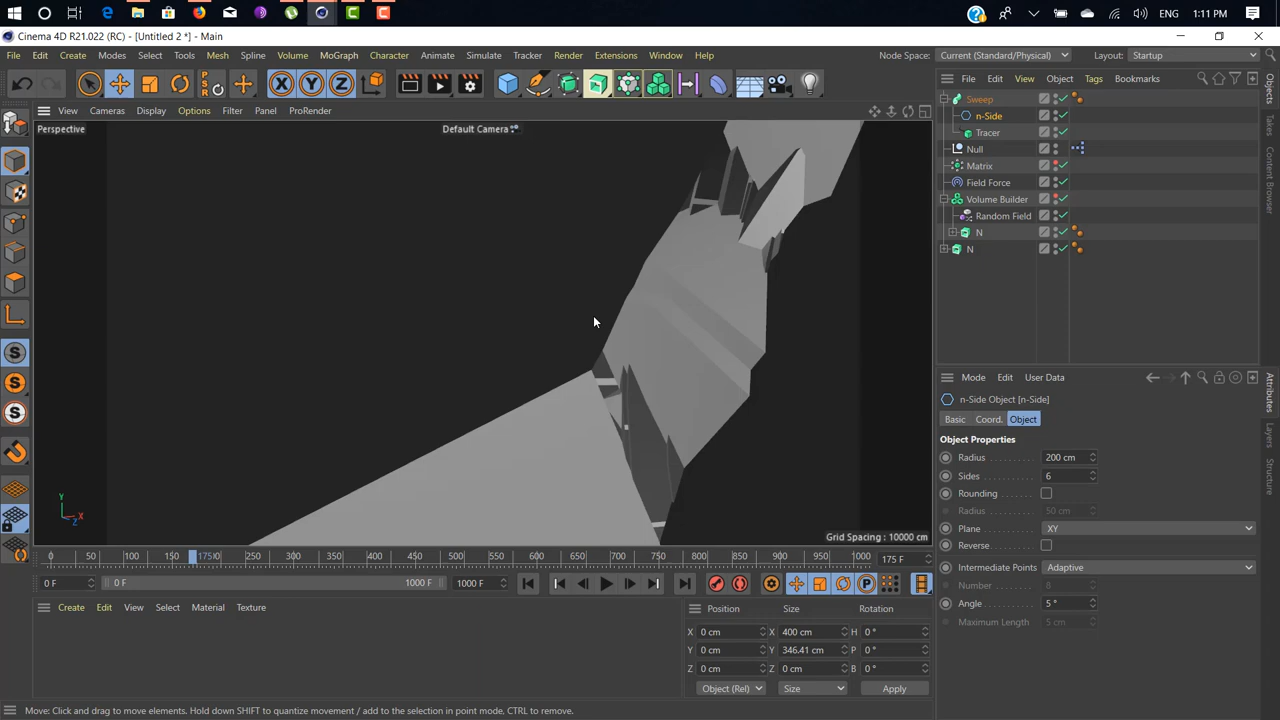 ENG 1:11 PM
Cinema 4D R21.022 (RC) - [Untitled 2 *] - Main
File Edit Create Modes Select Tools Mesh Spline Volume MoGraph Character Animate Simulate Tracker Render Extensions Window Help Node Space: Current (Standard/Physical) Layout: Startup
X Y Z
File Edit View Object Tags Bookmarks
View Cameras Display Options Filter Panel ProRender
Perspective
Default Camera
Sweep
n-Side
Tracer
Null
Matrix
Field Force
Volume Builder
Random Field
N
N
Objects
Takes
Content Browser
Mode Edit User Data
n-Side Object [n-Side]
Basic Coord. Object
Object Properties
Radius 200 cm
Sides 6
Rounding
Radius 50 cm
Plane XY
Reverse
Intermediate Points Adaptive
Number 8
Angle 5 °
Maximum Length 5 cm
Attributes
Layers
Structure
Y
X
Z
Grid Spacing : 10000 cm
0 50 100 150 1750 250 300 350 400 450 500 550 600 650 700 750 800 850 900 950 1000 175 F
0 F 0 F 1000 F 1000 F
Create Edit View Select Material Texture
Position Size Rotation
X 0 cm X 400 cm H 0 °
Y 0 cm Y 346.41 cm P 0 °
Z 0 cm Z 0 cm B 0 °
Object (Rel) Size Apply
Move: Click and drag to move elements. Hold down SHIFT to quantize movement / add to the selection in point mode. CTRL to remove.